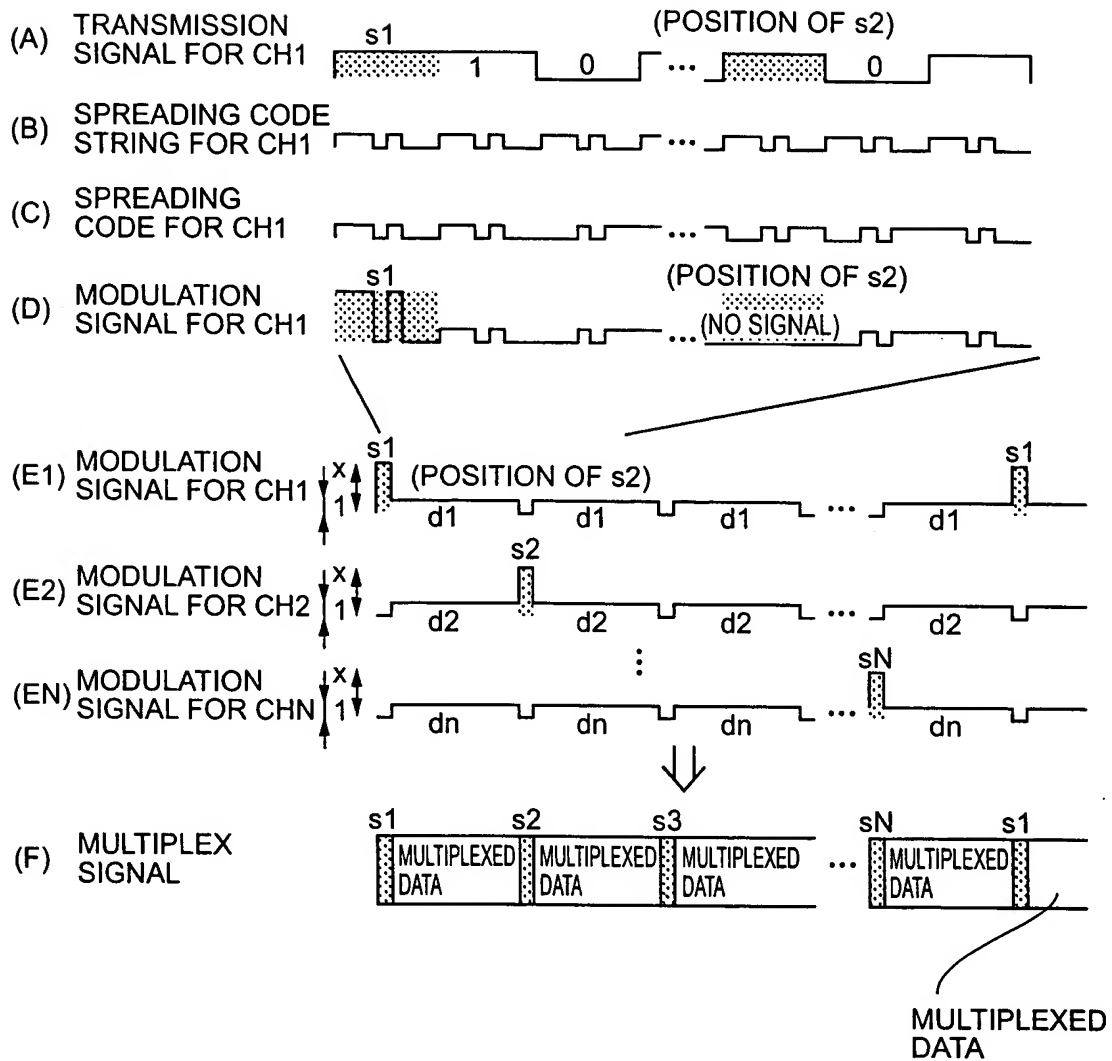 (A) TRANSMISSION
SIGNAL FOR CH1
s1
(POSITION OF s2)
1 0 ... 0
(B) SPREADING CODE
STRING FOR CH1
...
(C) SPREADING
CODE FOR CH1
...
(D) MODULATION
SIGNAL FOR CH1
s1
(POSITION OF s2)
(NO SIGNAL)
...
(E1) MODULATION
SIGNAL FOR CH1
x
1
s1
(POSITION OF s2)
s1
d1 d1 d1 ... d1
(E2) MODULATION
SIGNAL FOR CH2
x
1
s2
d2 d2 d2 ... d2
⋮
(EN) MODULATION
SIGNAL FOR CHN
x
1
sN
dn dn dn ... dn
(F) MULTIPLEX
SIGNAL
s1 s2 s3 sN s1
MULTIPLEXED MULTIPLEXED MULTIPLEXED ... MULTIPLEXED
DATA DATA DATA DATA
MULTIPLEXED
DATA